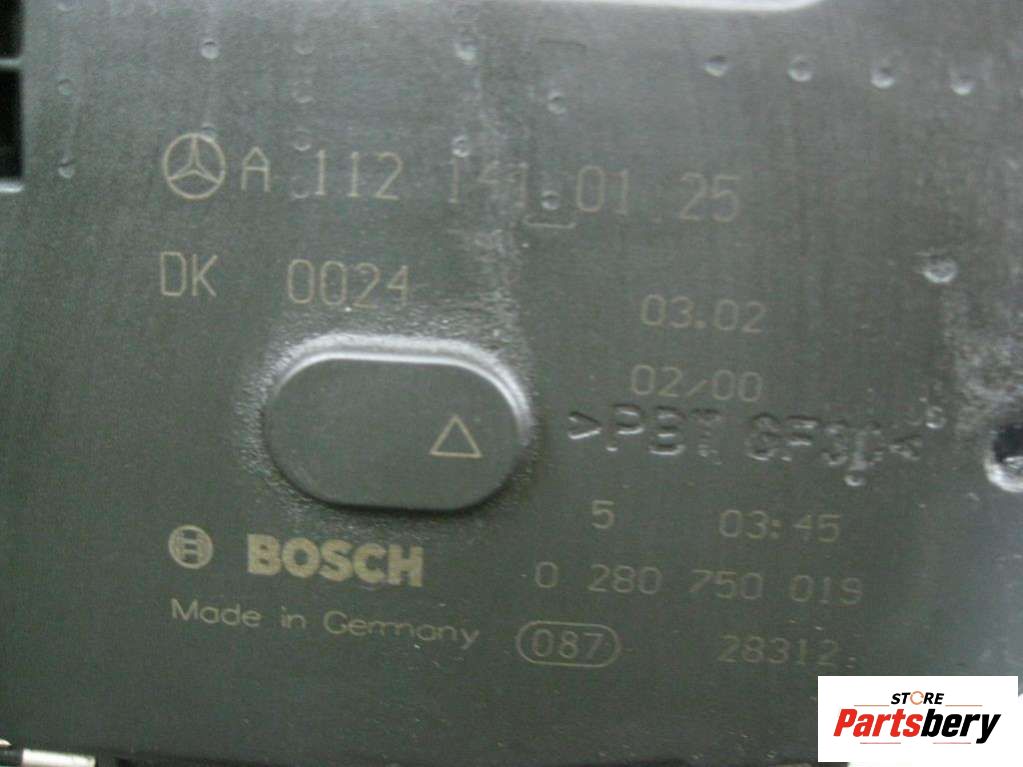 A 112 141 01 25
DK 0024
03.02
02/00
>PBT GF30<
5 03:45
BOSCH 0 280 750 019
Made in Germany 087 28312
STORE
Partsbery